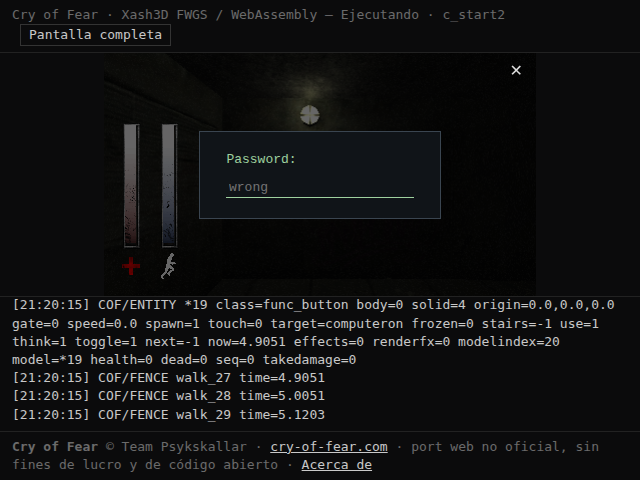 Cry of Fear · Xash3D FWGS / WebAssembly — Ejecutando · c_start2
Pantalla completa
×
Password:
wrong
[21:20:15] COF/ENTITY *19 class=func_button body=0 solid=4 origin=0.0,0.0,0.0
gate=0 speed=0.0 spawn=1 touch=0 target=computeron frozen=0 stairs=-1 use=1
think=1 toggle=1 next=-1 now=4.9051 effects=0 renderfx=0 modelindex=20
model=*19 health=0 dead=0 seq=0 takedamage=0
[21:20:15] COF/FENCE walk_27 time=4.9051
[21:20:15] COF/FENCE walk_28 time=5.0051
[21:20:15] COF/FENCE walk_29 time=5.1203
Cry of Fear © Team Psykskallar · cry-of-fear.com · port web no oficial, sin
fines de lucro y de código abierto · Acerca de